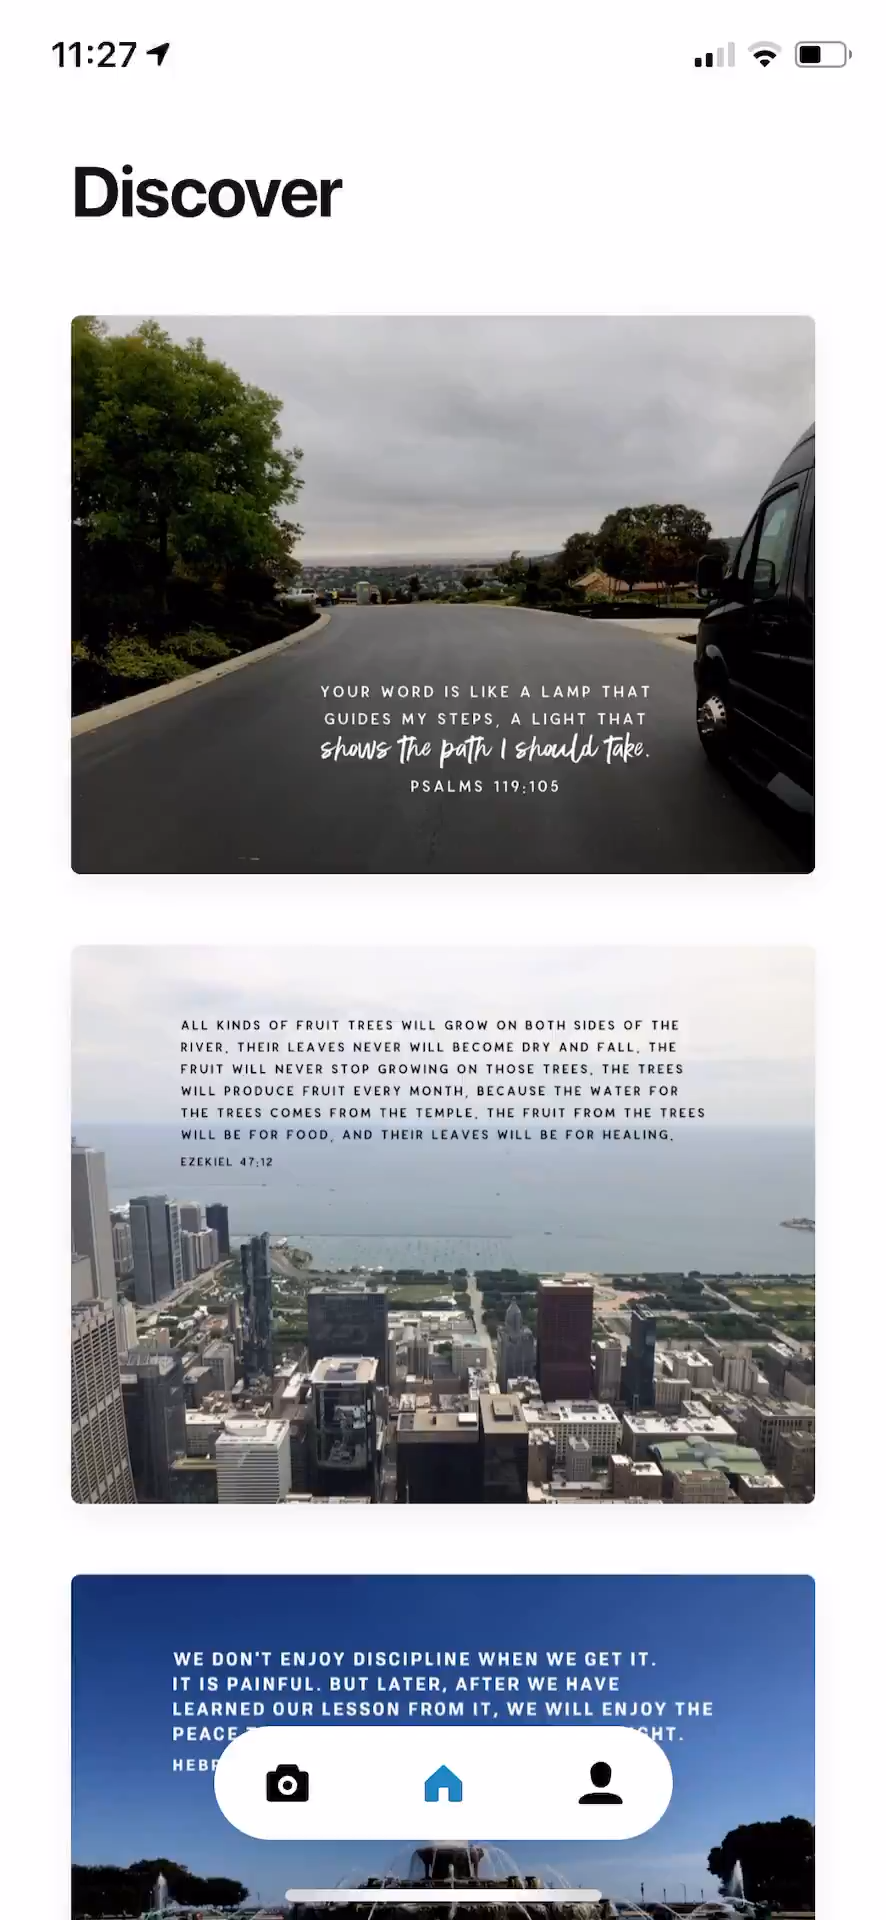 11:27
Discover
YOUR WORD IS LIKE A LAMP THAT
GUIDES MY STEPS, A LIGHT THAT
shows the path I should take.
PSALMS 119:105
ALL KINDS OF FRUIT TREES WILL GROW ON BOTH SIDES OF THE
RIVER. THEIR LEAVES NEVER WILL BECOME DRY AND FALL. THE
FRUIT WILL NEVER STOP GROWING ON THOSE TREES. THE TREES
WILL PRODUCE FRUIT EVERY MONTH, BECAUSE THE WATER FOR
THE TREES COMES FROM THE TEMPLE. THE FRUIT FROM THE TREES
WILL BE FOR FOOD, AND THEIR LEAVES WILL BE FOR HEALING.
EZEKIEL 47:12
WE DON'T ENJOY DISCIPLINE WHEN WE GET IT.
IT IS PAINFUL. BUT LATER, AFTER WE HAVE
LEARNED OUR LESSON FROM IT, WE WILL ENJOY THE
PEACE